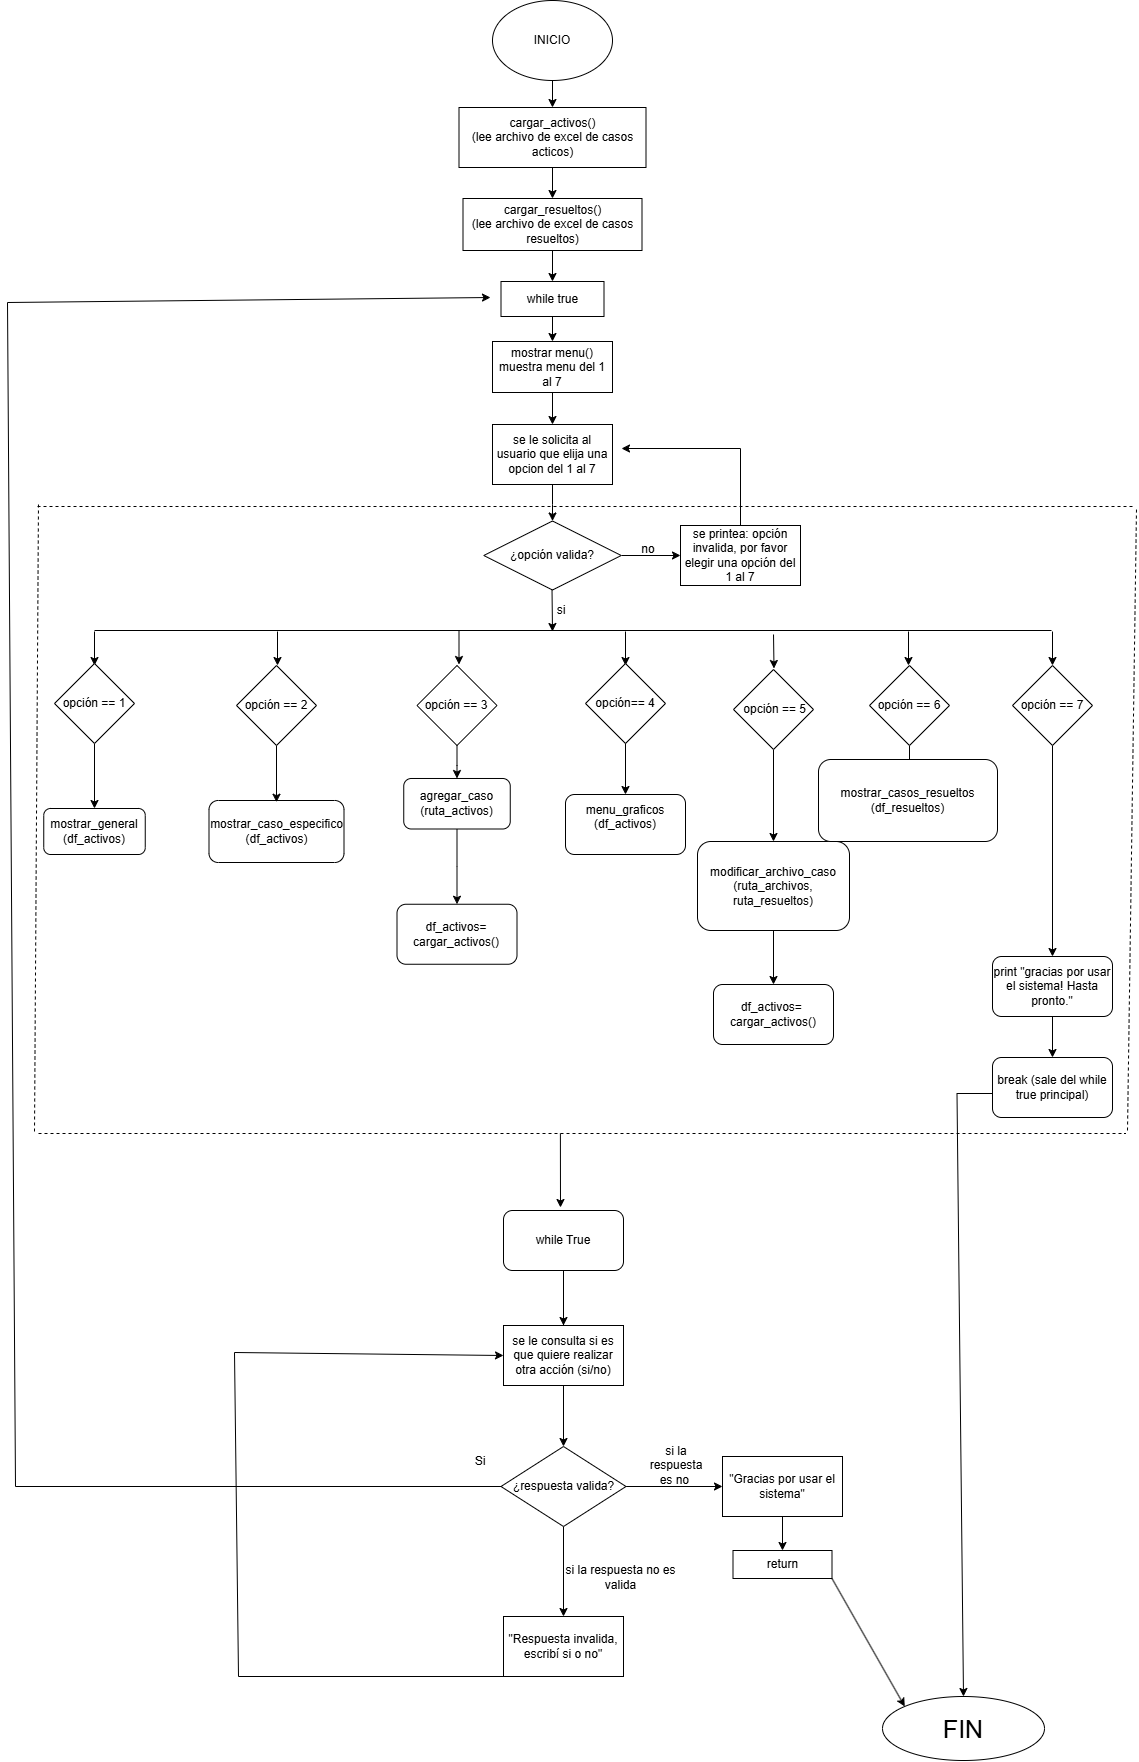 INICIO
cargar_activos()
(lee archivo de excel de casos
acticos)
cargar_resueltos()
(lee archivo de excel de casos
resueltos)
while true
mostrar menu()
muestra menu del 1
al 7
se le solicita al
usuario que elija una
opcion del 1 al 7
¿opción valida?
no
se printea: opción
invalida, por favor
elegir una opción del
1 al 7
si
opción == 1
opción == 2
opción == 3
opción== 4
opción == 5
opción == 6
opción == 7
mostrar_general
(df_activos)
mostrar_caso_especifico
(df_activos)
agregar_caso
(ruta_activos)
menu_graficos
(df_activos)
mostrar_casos_resueltos
(df_resueltos)
modificar_archivo_caso
(ruta_archivos,
ruta_resueltos)
df_activos=
cargar_activos()
df_activos=
cargar_activos()
print "gracias por usar
el sistema! Hasta
pronto."
break (sale del while
true principal)
while True
se le consulta si es
que quiere realizar
otra acción (si/no)
Si
¿respuesta valida?
si la
respuesta
es no
"Gracias por usar el
sistema"
return
si la respuesta no es
valida
"Respuesta invalida,
escribí si o no"
FIN